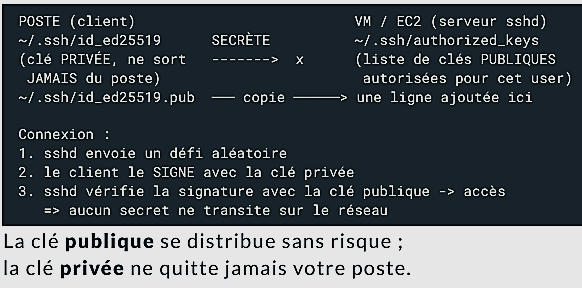 POSTE (client)                          VM / EC2 (serveur sshd)
~/.ssh/id_ed25519      SECRÈTE          ~/.ssh/authorized_keys
(clé PRIVÉE, ne sort   -------> x       (liste de clés PUBLIQUES
 JAMAIS du poste)                        autorisées pour cet user)
~/.ssh/id_ed25519.pub  ── copie ─────> une ligne ajoutée ici
Connexion :
1. sshd envoie un défi aléatoire
2. le client le SIGNE avec la clé privée
3. sshd vérifie la signature avec la clé publique -> accès
   => aucun secret ne transite sur le réseau
La clé publique se distribue sans risque ;
la clé privée ne quitte jamais votre poste.